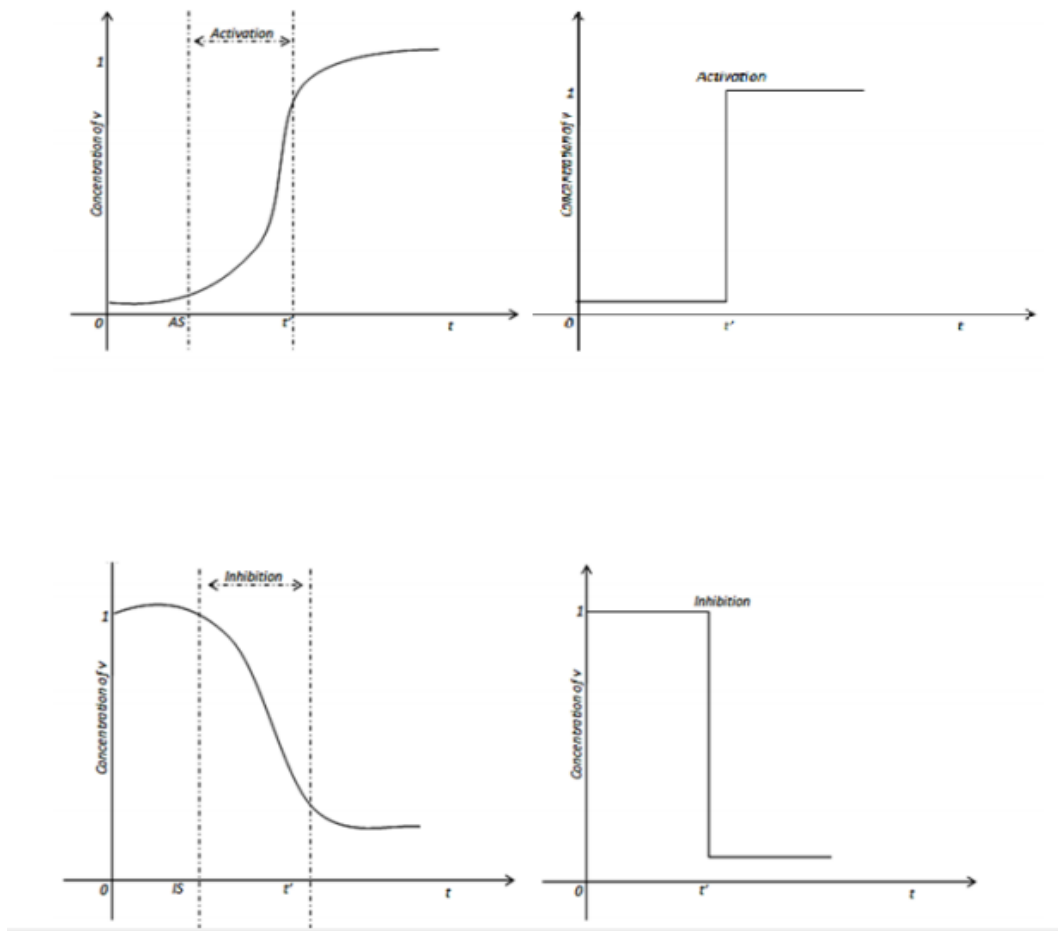 Activation
1
Concentration of v
0
AS
t'
t
Activation
1
Concentration of v
0
t'
t
Inhibition
1
Concentration of v
0
IS
t'
t
Inhibition
1
Concentration of v
0
t'
t